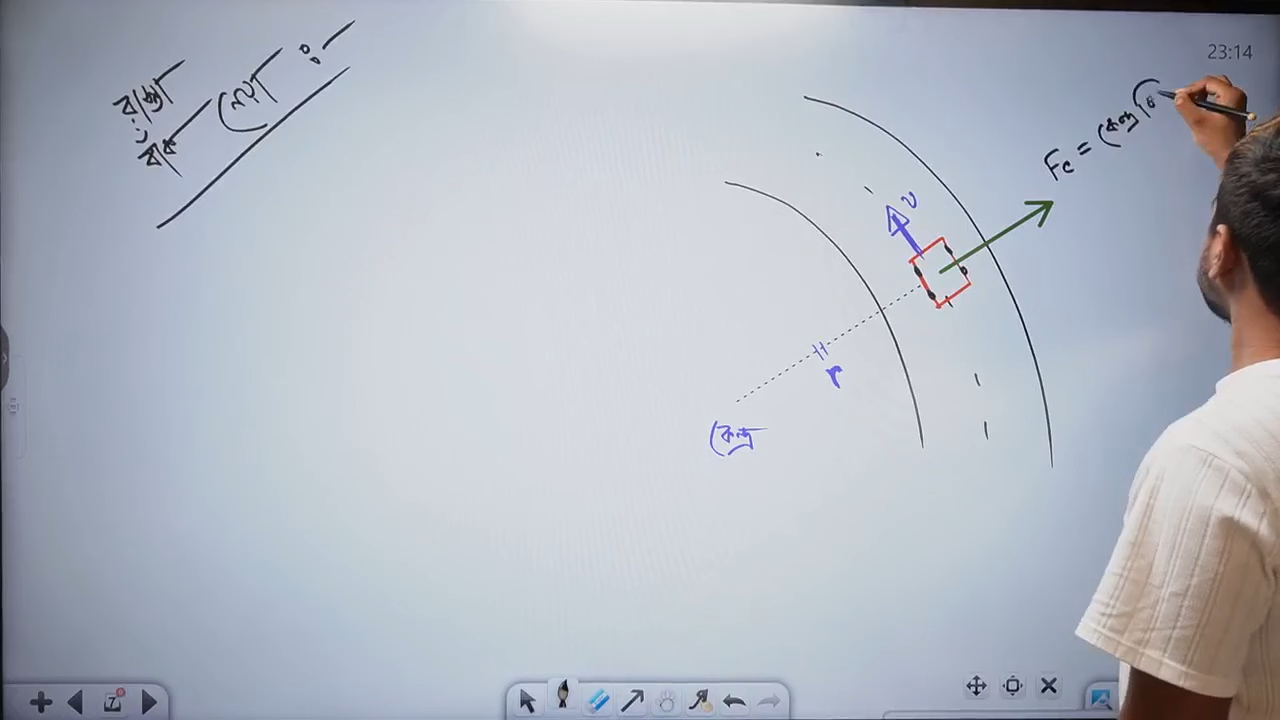 23:14
রাস্তা
বাঁক দেয়া :-
v
Fc = কেন্দ্র
r
কেন্দ্র